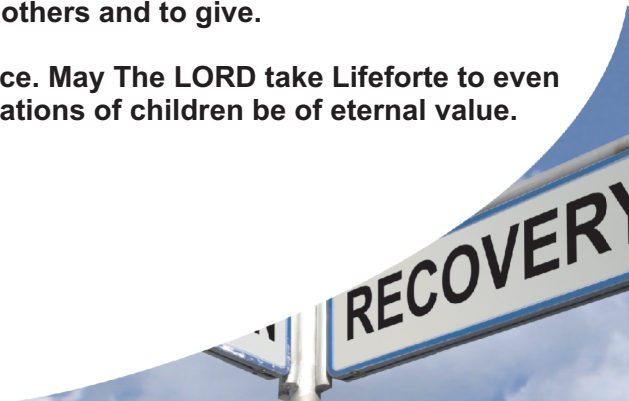 others and to give.
ce. May The LORD take Lifeforte to even
ations of children be of eternal value.
RECOVERY